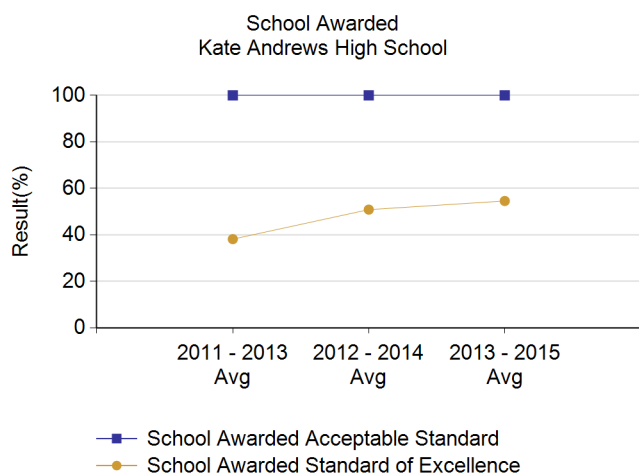 School Awarded
Kate Andrews High School
Result(%)
100
80
60
40
20
0
2011 - 2013
Avg
2012 - 2014
Avg
2013 - 2015
Avg
School Awarded Acceptable Standard
School Awarded Standard of Excellence